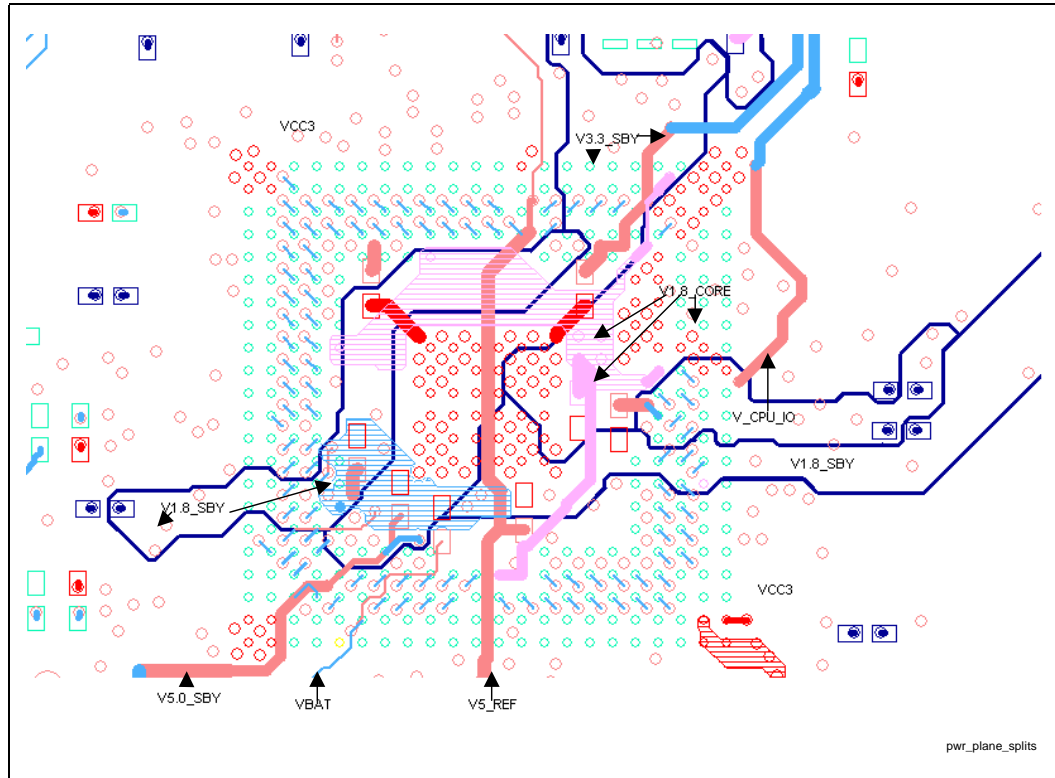 VCC3
V3.3_SBY
V1.8_CORE
V_CPU_IO
V1.8_SBY
V1.8_SBY
VCC3
V5.0_SBY
VBAT
V5_REF
pwr_plane_splits